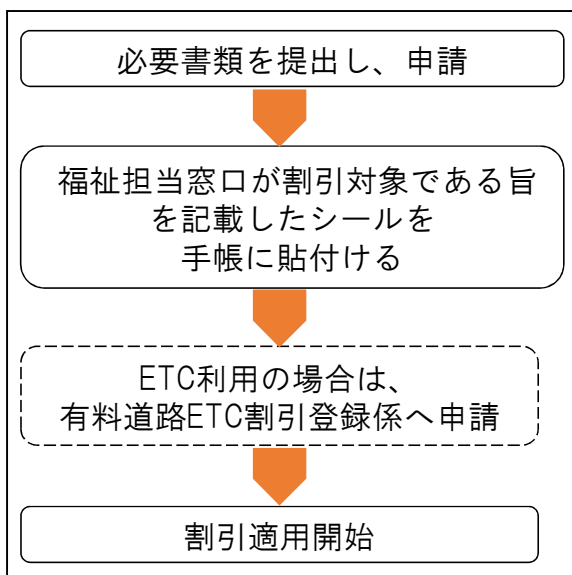 必要書類を提出し、申請
福祉担当窓口が割引対象である旨
を記載したシールを
手帳に貼付ける
ETC利用の場合は、
有料道路ETC割引登録係へ申請
割引適用開始